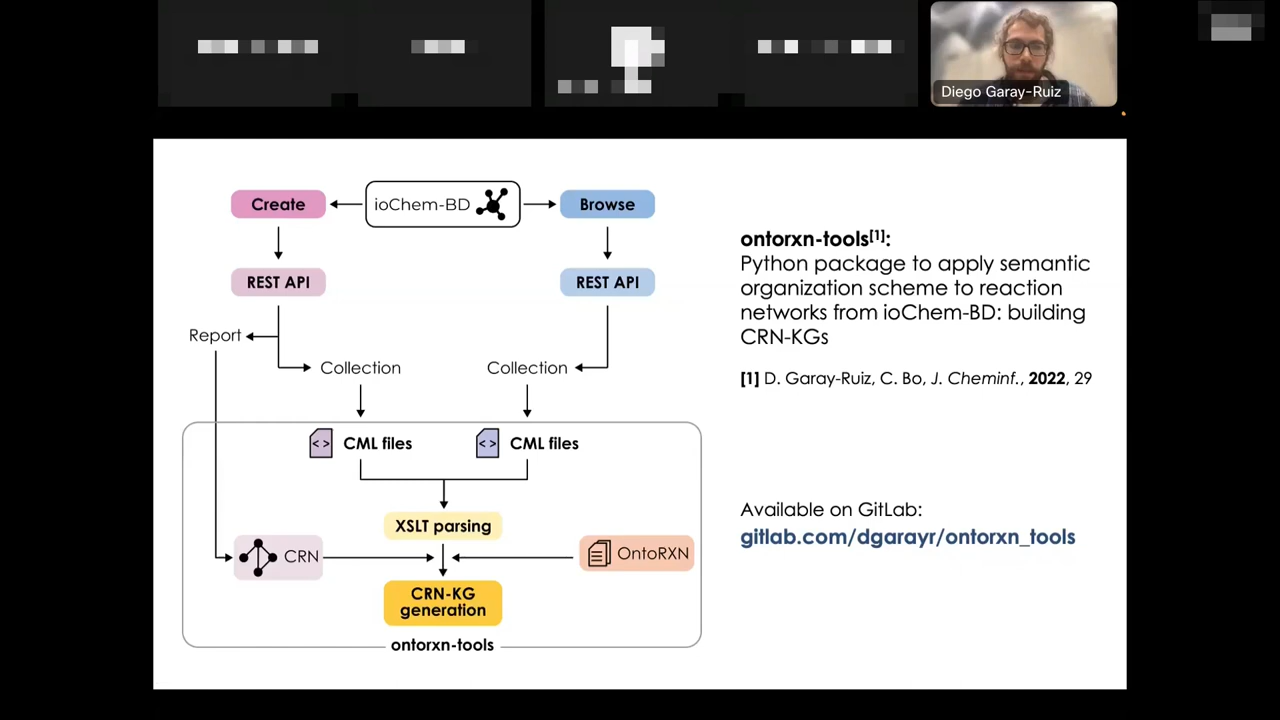 Diego Garay-Ruiz
Create
ioChem-BD
Browse
REST API
REST API
Report
Collection
Collection
<> CML files
<> CML files
XSLT parsing
CRN
OntoRXN
CRN-KG
generation
ontorxn-tools
ontorxn-tools[1]:
Python package to apply semantic
organization scheme to reaction
networks from ioChem-BD: building
CRN-KGs
[1] D. Garay-Ruiz, C. Bo, J. Cheminf., 2022, 29
Available on GitLab:
gitlab.com/dgarayr/ontorxn_tools